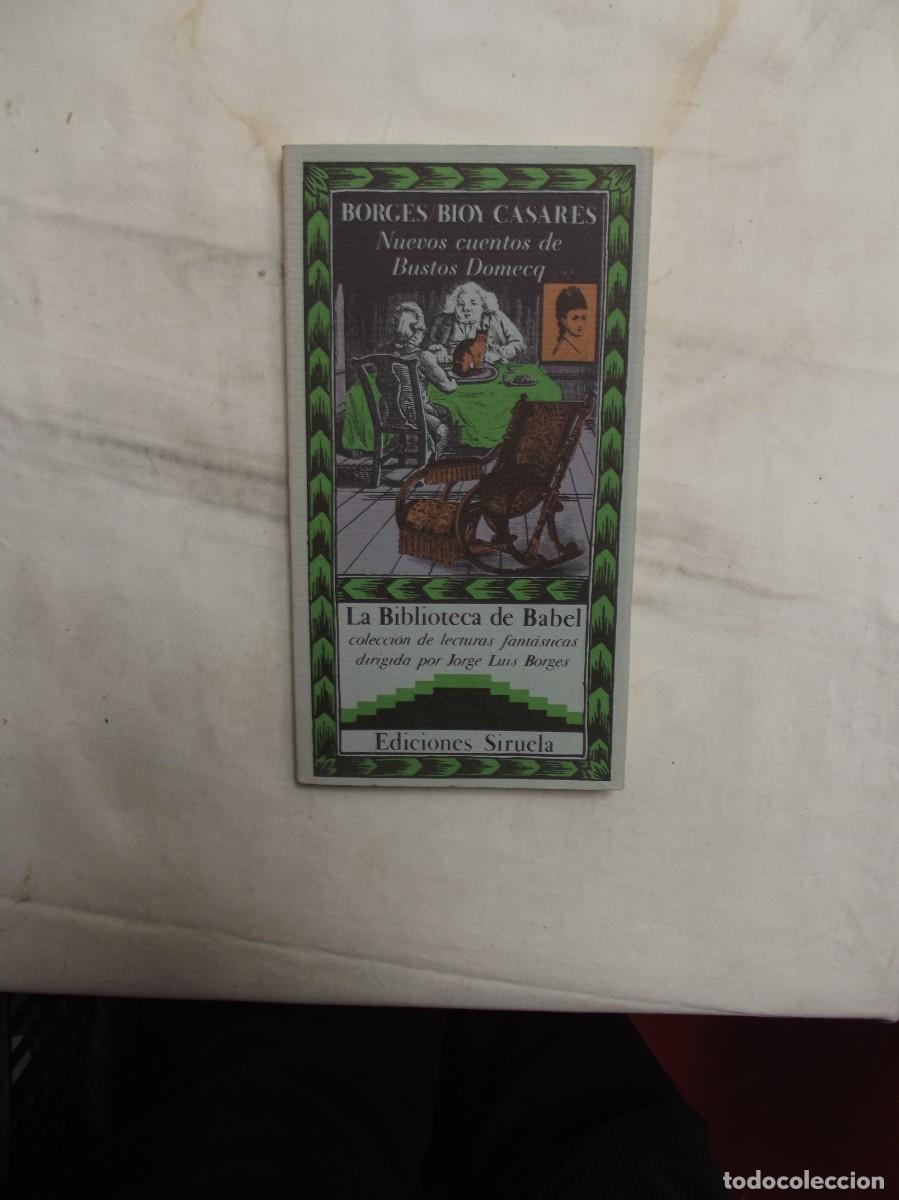 BORGES/BIOY CASARES
Nuevos cuentos de
Bustos Domecq
La Biblioteca de Babel
colección de lecturas fantásticas
dirigida por Jorge Luis Borges
Ediciones Siruela
todocoleccion